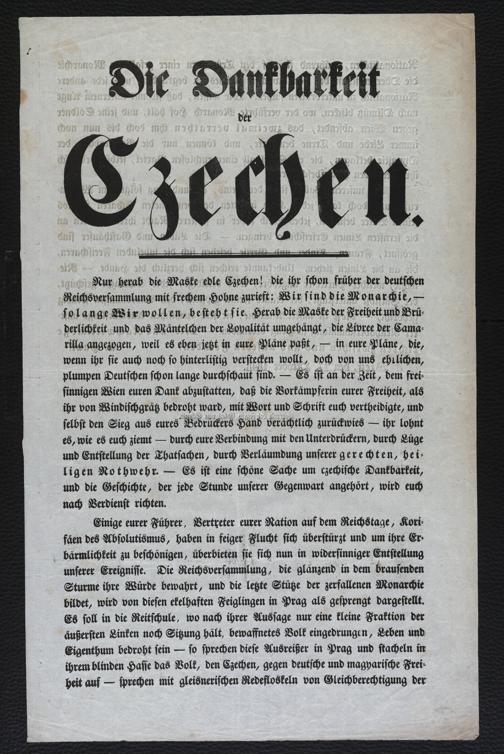 Die Dankbarkeit
der
Czechen.
Nur herab die Maske edle Czechen! die ihr schon früher der deutschen
Reichsversammlung mit frechem Hohne zuriefet: Wir sind die Monarchie, —
so lange Wir wollen, besteht sie. Herab die Maske der Freiheit und Brü-
derlichkeit und das Mäntelchen der Loyalität umgehängt, die Livree der Cama-
rilla angezogen, weil es eben jetzt in eure Pläne paßt, — in eure Pläne, die,
wenn ihr sie auch noch so hinterlistig verstecken wollt, doch von uns ehrlichen,
plumpen Deutschen schon lange durchschaut sind. — Es ist an der Zeit, dem frei-
sinnigen Wien euren Dank abzustatten, daß die Vorkämpferin eurer Freiheit, als
ihr von Windischgrätz bedroht ward, mit Wort und Schrift euch vertheidigte, und
selbst den Sieg aus eures Bedrückers Hand verächtlich zurückwies — ihr lohnt
es, wie es euch ziemt — durch eure Verbindung mit den Unterdrückern, durch Lüge
und Entstellung der Thatsachen, durch Verläumdung unserer gerechten, hei-
ligen Nothwehr. — Es ist eine schöne Sache um czechische Dankbarkeit,
und die Geschichte, der jede Stunde unserer Gegenwart angehört, wird euch
nach Verdienst richten.
Einige eurer Führer, Vertreter eurer Nation auf dem Reichstage, Kori-
fäen des Absolutismus, haben in feiger Flucht sich überstürzt und um ihre Er-
bärmlichkeit zu beschönigen, überbieten sie sich nun in widersinniger Entstellung
unserer Ereignisse. Die Reichsversammlung, die glänzend in dem brausenden
Sturme ihre Würde bewahrt, und die letzte Stütze der zerfallenen Monarchie
bildet, wird von diesen ekelhaften Feiglingen in Prag als gesprengt dargestellt.
Es soll in die Reitschule, wo nach ihrer Aussage nur eine kleine Fraktion der
äußersten Linken noch Sitzung hält, bewaffnetes Volk eingedrungen, Leben und
Eigenthum bedroht sein — so sprechen diese Ausreißer in Prag und stacheln in
ihrem blinden Hasse das Volk, den Czechen, gegen deutsche und magyarische Frei-
heit auf — sprechen mit gleisnerischen Redefloskeln von Gleichberechtigung der